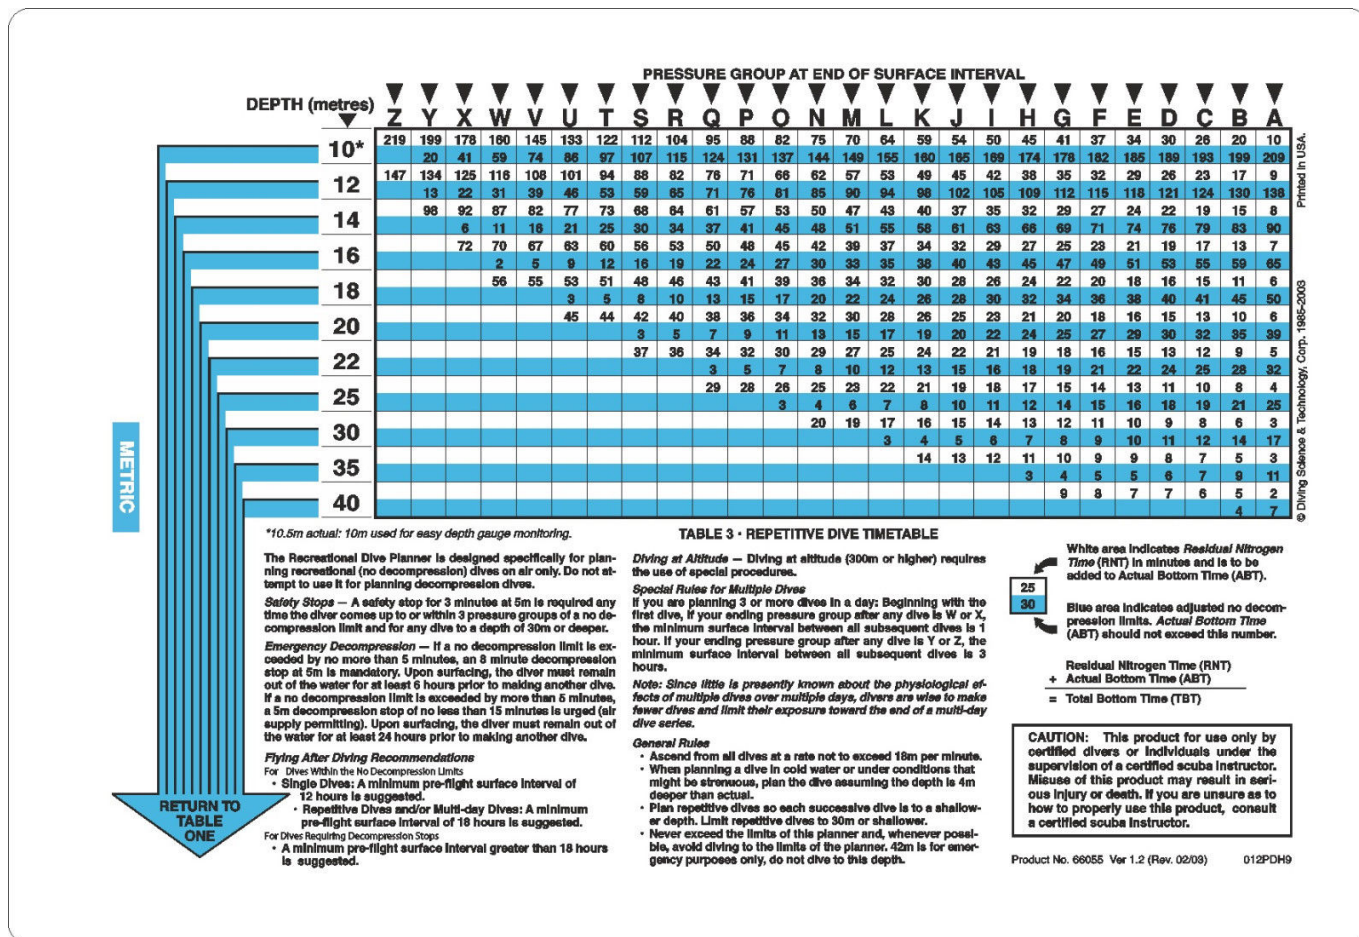 PRESSURE GROUP AT END OF SURFACE INTERVAL
DEPTH (metres)
Z Y X W V U T S R Q P O N M L K J I H G F E D C B A
10*
219 199 178 160 145 133 122 112 104 95 88 82 75 70 64 59 54 50 45 41 37 34 30 26 20 10
20 41 59 74 86 97 107 115 124 131 137 144 149 155 160 165 169 174 178 182 185 189 193 199 209
12
147 134 125 116 108 101 94 88 82 76 71 66 62 57 53 49 45 42 38 35 32 29 26 23 17 9
13 22 31 39 46 53 59 65 71 76 81 85 90 94 98 102 105 109 112 115 118 121 124 130 138
14
98 92 87 82 77 73 68 64 61 57 53 50 47 43 40 37 35 32 29 27 24 22 19 15 8
6 11 16 21 25 30 34 37 41 45 48 51 55 58 61 63 66 69 71 74 76 79 83 90
16
72 70 67 63 60 56 53 50 48 45 42 39 37 34 32 29 27 25 23 21 19 17 13 7
2 5 9 12 16 19 22 24 27 30 33 35 38 40 43 45 47 49 51 53 55 59 65
18
56 55 53 51 48 46 43 41 39 36 34 32 30 28 26 24 22 20 18 16 15 11 6
3 5 8 10 13 15 17 20 22 24 26 28 30 32 34 36 38 40 41 45 50
20
45 44 42 40 38 36 34 32 30 28 26 25 23 21 20 18 16 15 13 10 6
3 5 7 9 11 13 15 17 19 20 22 24 25 27 29 30 32 35 39
22
37 36 34 32 30 29 27 25 24 22 21 19 18 16 15 13 12 9 5
3 5 7 8 10 12 13 15 16 18 19 21 22 24 25 28 32
25
29 28 26 25 23 22 21 19 18 17 15 14 13 11 10 8 4
3 4 6 7 8 10 11 12 14 15 16 18 19 21 25
30
20 19 17 16 15 14 13 12 11 10 9 8 6 3
3 4 5 6 7 8 9 10 11 12 14 17
35
14 13 12 11 10 9 9 8 7 5 3
3 4 5 5 6 7 9 11
40
9 8 7 7 6 5 2
4 7
METRIC
RETURN TO
TABLE
ONE
Printed in USA.
© Diving Science & Technology, Corp. 1985-2003
*10.5m actual: 10m used for easy depth gauge monitoring.
TABLE 3 · REPETITIVE DIVE TIMETABLE
The Recreational Dive Planner is designed specifically for plan-
ning recreational (no decompression) dives on air only. Do not at-
tempt to use it for planning decompression dives.
Safety Stops — A safety stop for 3 minutes at 5m is required any
time the diver comes up to or within 3 pressure groups of a no de-
compression limit and for any dive to a depth of 30m or deeper.
Emergency Decompression — If a no decompression limit is ex-
ceeded by no more than 5 minutes, an 8 minute decompression
stop at 5m is mandatory. Upon surfacing, the diver must remain
out of the water for at least 6 hours prior to making another dive.
If a no decompression limit is exceeded by more than 5 minutes,
a 5m decompression stop of no less than 15 minutes is urged (air
supply permitting). Upon surfacing, the diver must remain out of
the water for at least 24 hours prior to making another dive.
Flying After Diving Recommendations
For Dives Within the No Decompression Limits
• Single Dives: A minimum pre-flight surface interval of
12 hours is suggested.
• Repetitive Dives and/or Multi-day Dives: A minimum
pre-flight surface interval of 18 hours is suggested.
For Dives Requiring Decompression Stops
• A minimum pre-flight surface interval greater than 18 hours
is suggested.
Diving at Altitude — Diving at altitude (300m or higher) requires
the use of special procedures.
Special Rules for Multiple Dives
If you are planning 3 or more dives in a day: Beginning with the
first dive, if your ending pressure group after any dive is W or X,
the minimum surface interval between all subsequent dives is 1
hour. If your ending pressure group after any dive is Y or Z, the
minimum surface interval between all subsequent dives is 3
hours.
Note: Since little is presently known about the physiological ef-
fects of multiple dives over multiple days, divers are wise to make
fewer dives and limit their exposure toward the end of a multi-day
dive series.
General Rules
• Ascend from all dives at a rate not to exceed 18m per minute.
• When planning a dive in cold water or under conditions that
might be strenuous, plan the dive assuming the depth is 4m
deeper than actual.
• Plan repetitive dives so each successive dive is to a shallow-
er depth. Limit repetitive dives to 30m or shallower.
• Never exceed the limits of this planner and, whenever possi-
ble, avoid diving to the limits of the planner. 42m is for emer-
gency purposes only, do not dive to this depth.
25
30
White area indicates Residual Nitrogen
Time (RNT) in minutes and is to be
added to Actual Bottom Time (ABT).
Blue area indicates adjusted no decom-
pression limits. Actual Bottom Time
(ABT) should not exceed this number.
Residual Nitrogen Time (RNT)
+ Actual Bottom Time (ABT)
= Total Bottom Time (TBT)
CAUTION: This product for use only by
certified divers or individuals under the
supervision of a certified scuba instructor.
Misuse of this product may result in seri-
ous injury or death. If you are unsure as to
how to properly use this product, consult
a certified scuba instructor.
Product No. 66055 Ver 1.2 (Rev. 02/03) 012PDH9